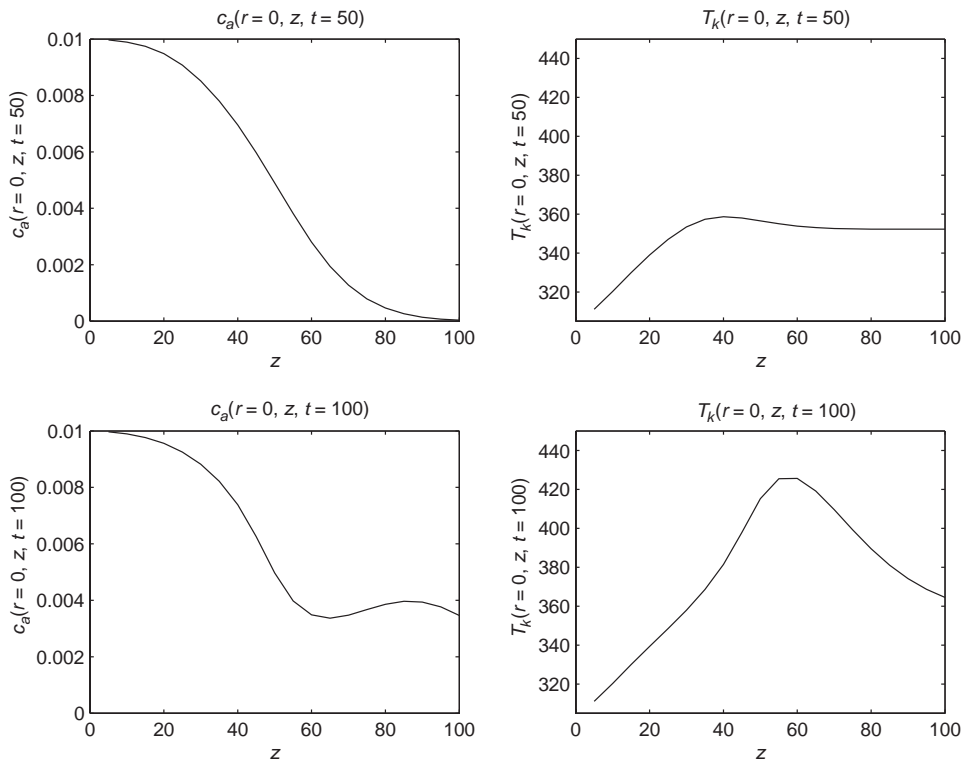 c_a(r = 0, z, t = 50)
c_a(r = 0, z, t = 50)
0.01
0.008
0.006
0.004
0.002
0
0 20 40 60 80 100
z
T_k(r = 0, z, t = 50)
T_k(r = 0, z, t = 50)
440
420
400
380
360
340
320
0 20 40 60 80 100
z
c_a(r = 0, z, t = 100)
c_a(r = 0, z, t = 100)
0.01
0.008
0.006
0.004
0.002
0
0 20 40 60 80 100
z
T_k(r = 0, z, t = 100)
T_k(r = 0, z, t = 100)
440
420
400
380
360
340
320
0 20 40 60 80 100
z